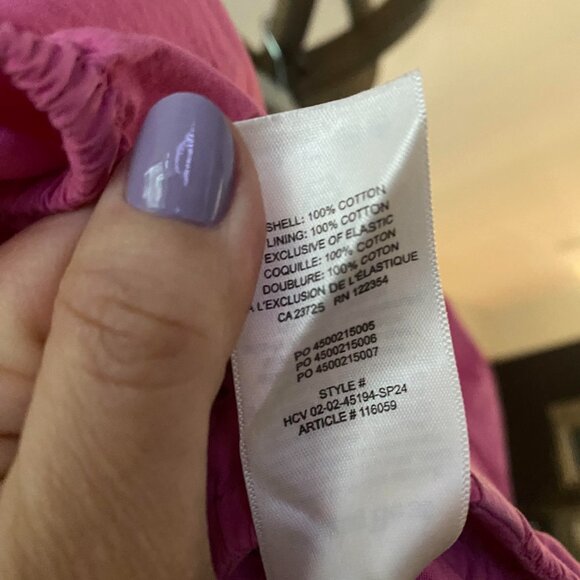 SHELL: 100% COTTON
LINING: 100% COTTON
EXCLUSIVE OF ELASTIC
COQUILLE: 100% COTON
DOUBLURE: 100% COTON
À L'EXCLUSION DE L'ÉLASTIQUE
CA 23725 RN 122354
PO 4500215005
PO 4500215006
PO 4500215007
STYLE #
HCV 02-02-45194-SP24
ARTICLE # 116059